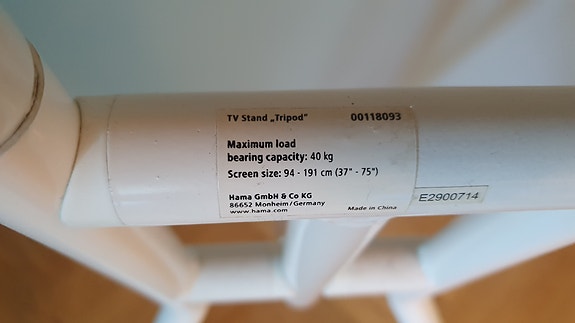 TV Stand „Tripod" 00118093
Maximum load
bearing capacity: 40 kg
Screen size: 94 - 191 cm (37" - 75")
Hama GmbH & Co KG
86652 Monheim/Germany
www.hama.com Made in China
E2900714